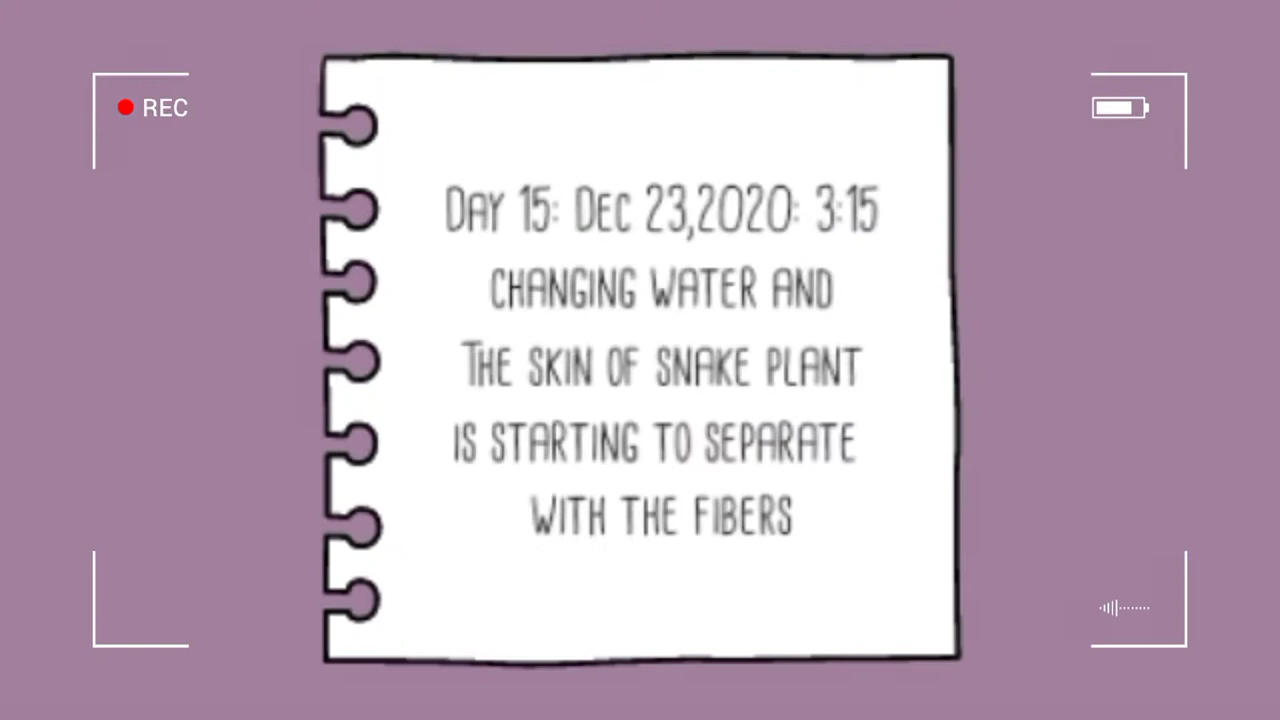 REC
Day 15: Dec 23,2020: 3:15
CHANGING WATER AND
THE SKIN OF SNAKE PLANT
IS STARTING TO SEPARATE
WITH THE FIBERS